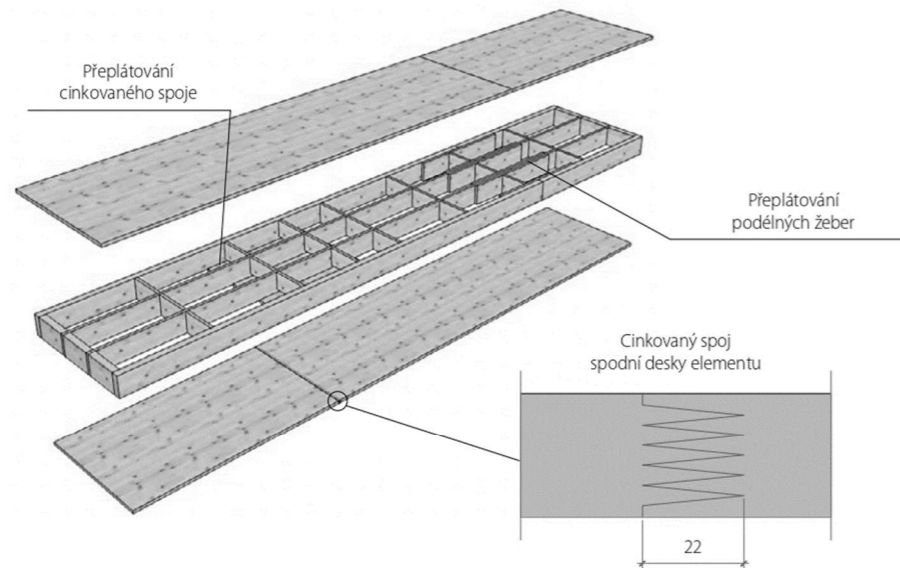 Přeplátování
cinkovaného spoje
Přeplátování
podélných žeber
Cinkovaný spoj
spodní desky elementu
22